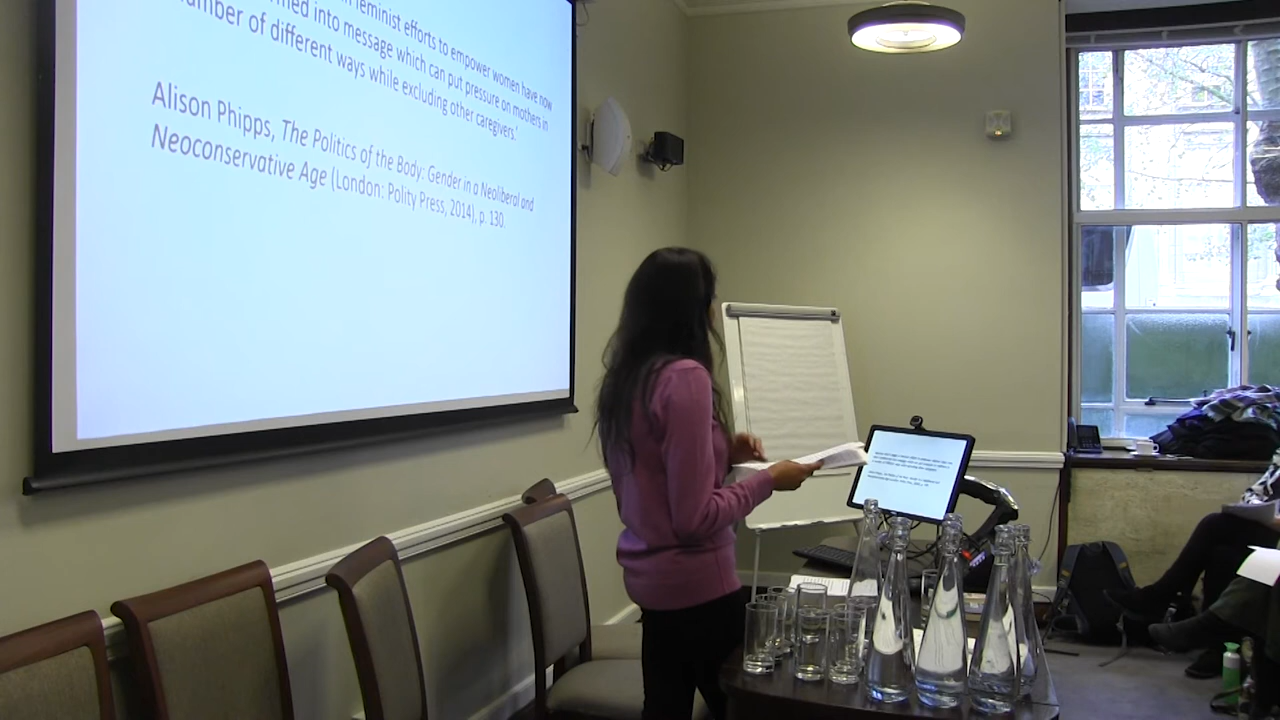 feminist efforts to empower women have now
into message which can put pressure on mothers in
number of different ways while excluding other caregivers.'
Alison Phipps, The Politics of the Body: Gender in a Neoliberal and
Neoconservative Age (London: Polity Press, 2014), p. 130.